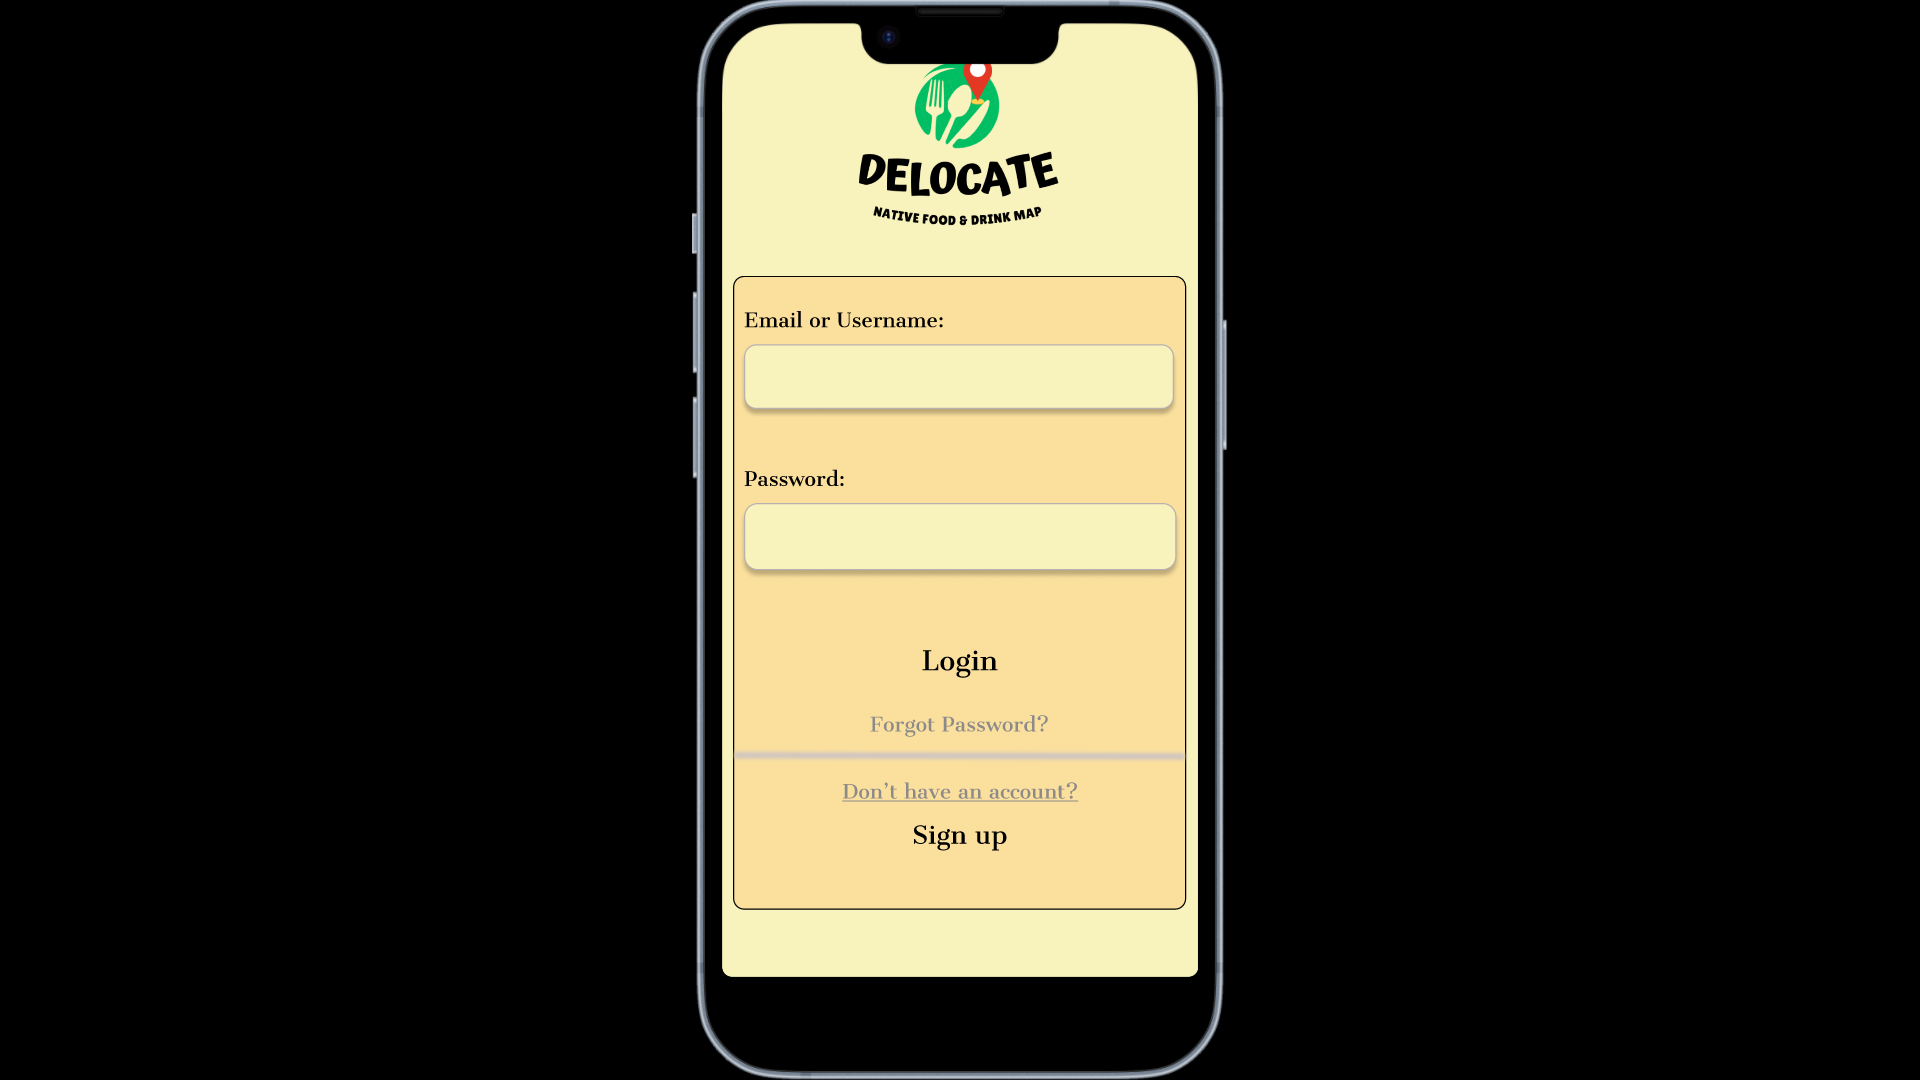 DELOCATE
NATIVE FOOD & DRINK MAP
Email or Username:
Password:
Login
Forgot Password?
Don't have an account?
Sign up